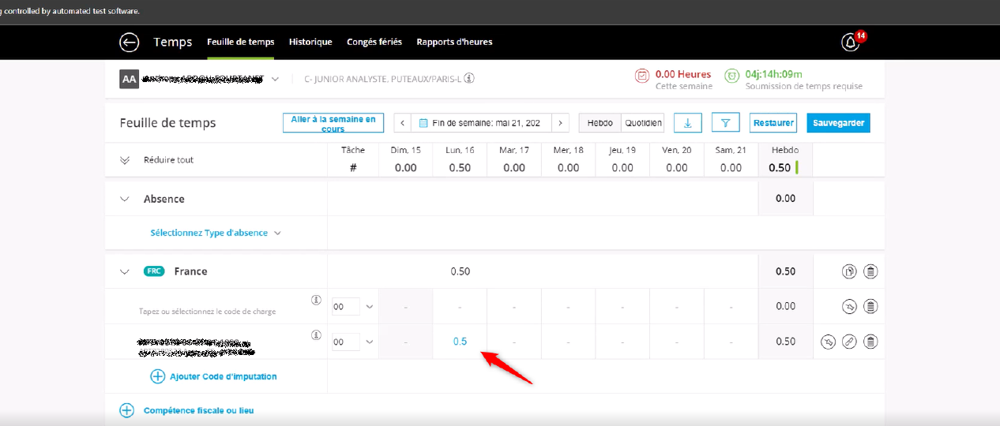 g controlled by automated test software.
Temps Feuille de temps Historique Congés fériés Rapports d'heures 14
AA C- JUNIOR ANALYSTE, PUTEAUX/PARIS-L 0.00 Heures 04j:14h:09m
Cette semaine Soumission de temps requise
Feuille de temps Aller à la semaine en cours Fin de semaine: mai 21, 202 Hebdo Quotidien Restaurer Sauvegarder
Tâche Dim, 15 Lun, 16 Mar, 17 Mer, 18 Jeu, 19 Ven, 20 Sam, 21 Hebdo
Réduire tout # 0.00 0.50 0.00 0.00 0.00 0.00 0.00 0.50
Absence 0.00
Sélectionnez Type d'absence
FRC France 0.50 0.50
Tapez ou sélectionnez le code de charge 00 - - - - - - - 0.00
00 - 0.5 - - - - - 0.50
Ajouter Code d'imputation
Compétence fiscale ou lieu